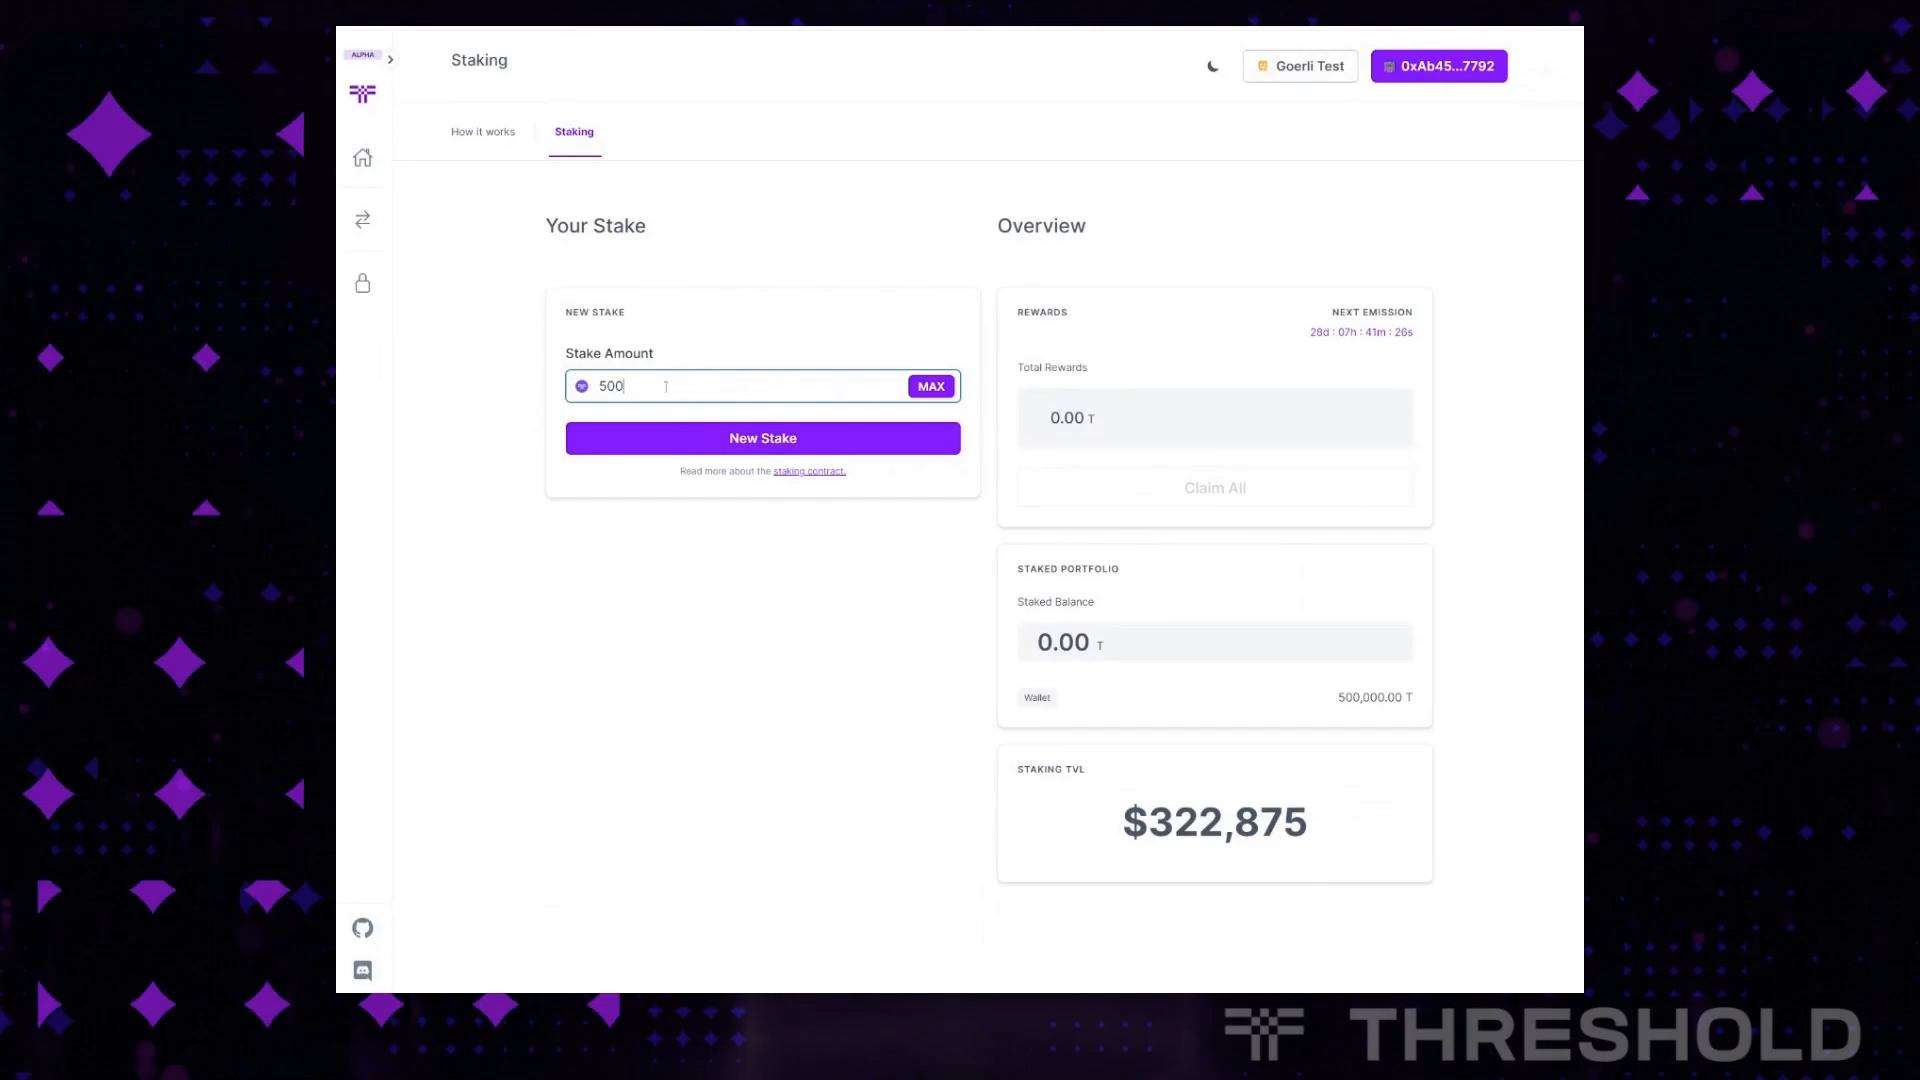 ALPHA
Staking
Goerli Test
0xAb45...7792
How it works
Staking
Your Stake
NEW STAKE
Stake Amount
500
MAX
New Stake
Read more about the staking contract.
Overview
REWARDS
NEXT EMISSION
28d : 07h : 41m : 26s
Total Rewards
0.00 T
Claim All
STAKED PORTFOLIO
Staked Balance
0.00 T
Wallet
500,000.00 T
STAKING TVL
$322,875
THRESHOLD